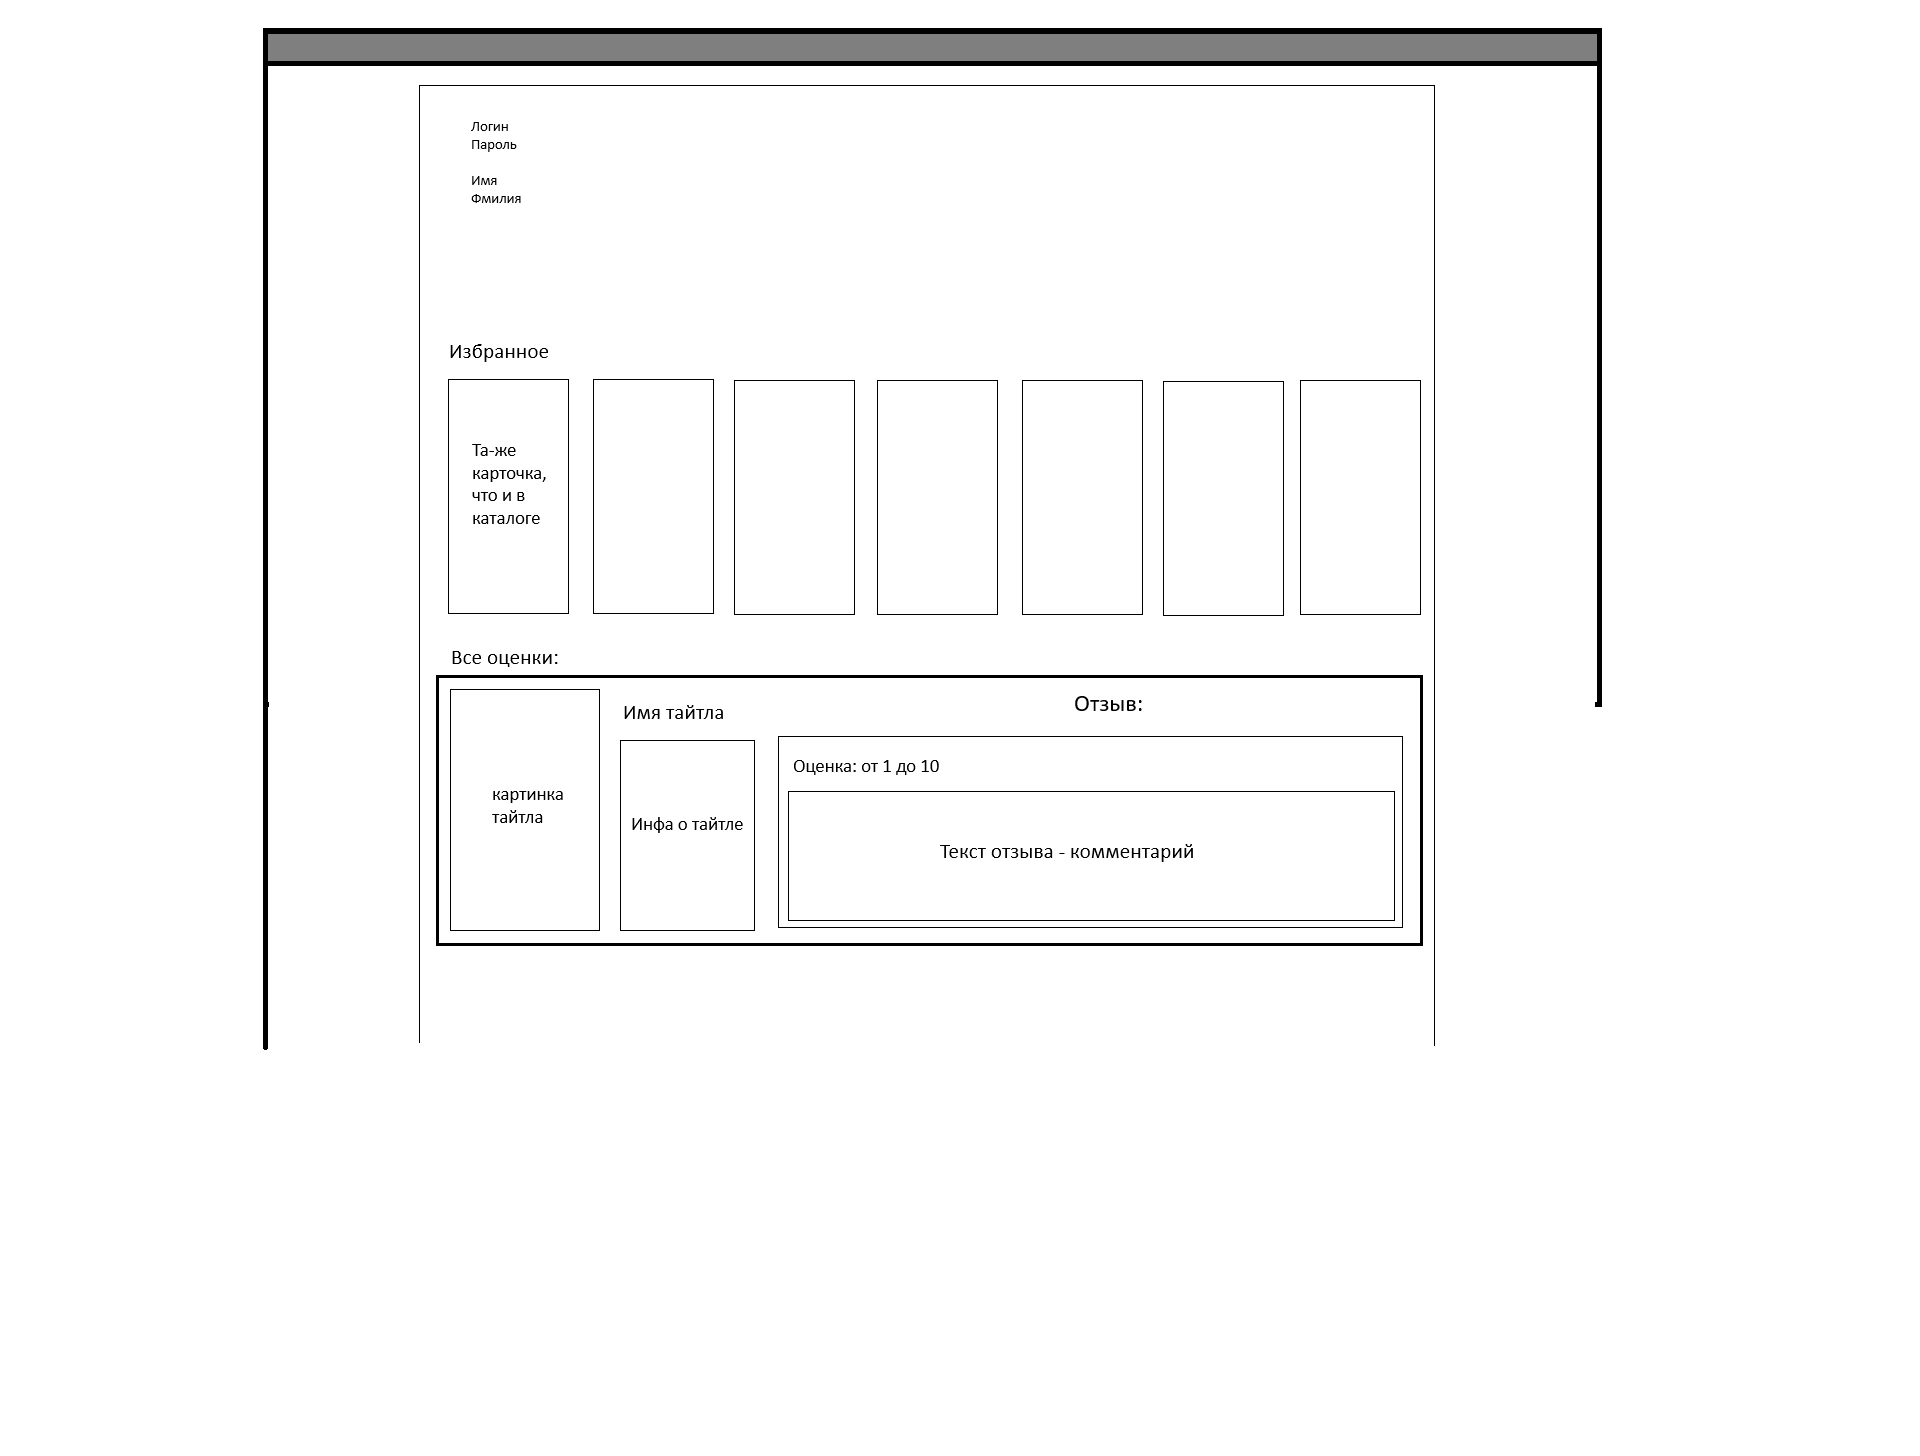 Логин
Пароль
Имя
Фмилия
Избранное
Та-же
карточка,
что и в
каталоге
Все оценки:
картинка
тайтла
Имя тайтла
Инфа о тайтле
Отзыв:
Оценка: от 1 до 10
Текст отзыва - комментарий